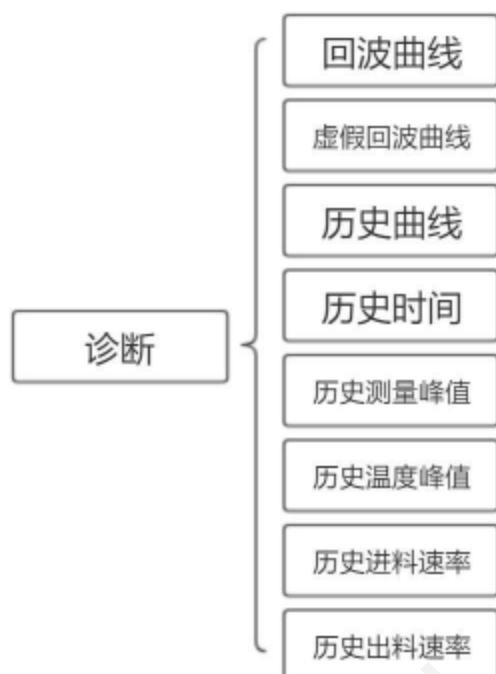 回波曲线
虚假回波曲线
历史曲线
历史时间
诊断
历史测量峰值
历史温度峰值
历史进料速率
历史出料速率